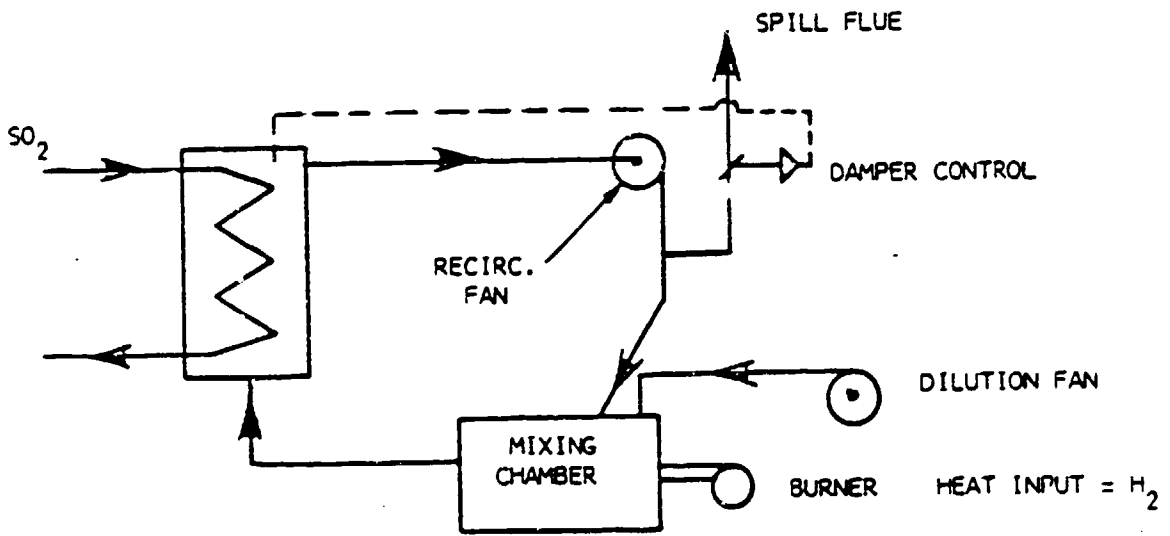 SPILL FLUE
SO2
DAMPER CONTROL
RECIRC.
FAN
DILUTION FAN
MIXING
CHAMBER
BURNER HEAT INPUT = H2